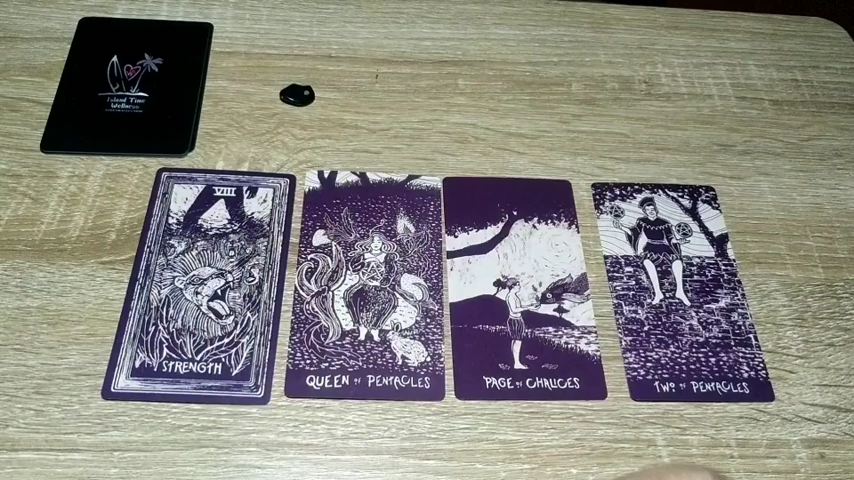 Island Time
Wellness
VIII
STRENGTH
QUEEN OF PENTACLES
PAGE OF CHALICES
TWO OF PENTACLES